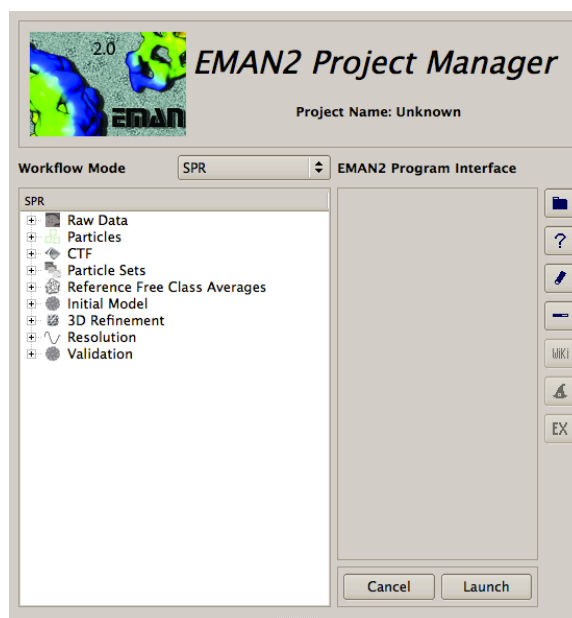 2.0
EMAN
EMAN2 Project Manager
Project Name: Unknown
Workflow Mode
SPR
EMAN2 Program Interface
SPR
Raw Data
Particles
CTF
Particle Sets
Reference Free Class Averages
Initial Model
3D Refinement
Resolution
Validation
?
WIKI
EX
Cancel
Launch